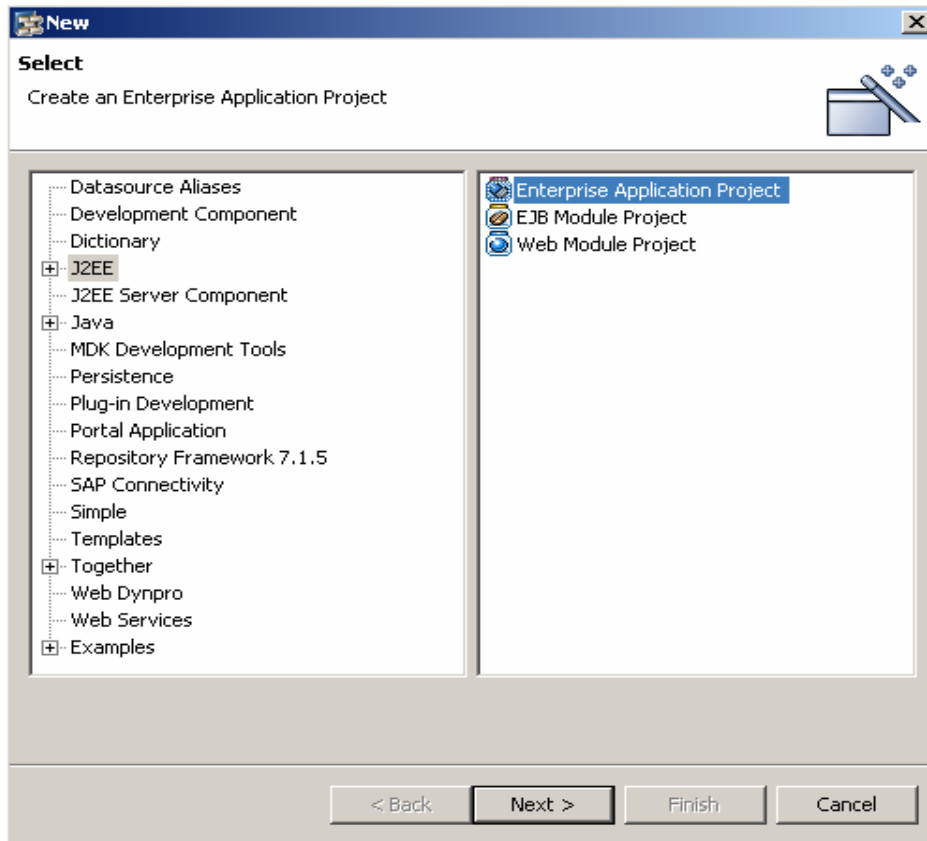 New
Select
Create an Enterprise Application Project
Datasource Aliases
Development Component
Dictionary
J2EE
J2EE Server Component
Java
MDK Development Tools
Persistence
Plug-in Development
Portal Application
Repository Framework 7.1.5
SAP Connectivity
Simple
Templates
Together
Web Dynpro
Web Services
Examples
Enterprise Application Project
EJB Module Project
Web Module Project
< Back
Next >
Finish
Cancel